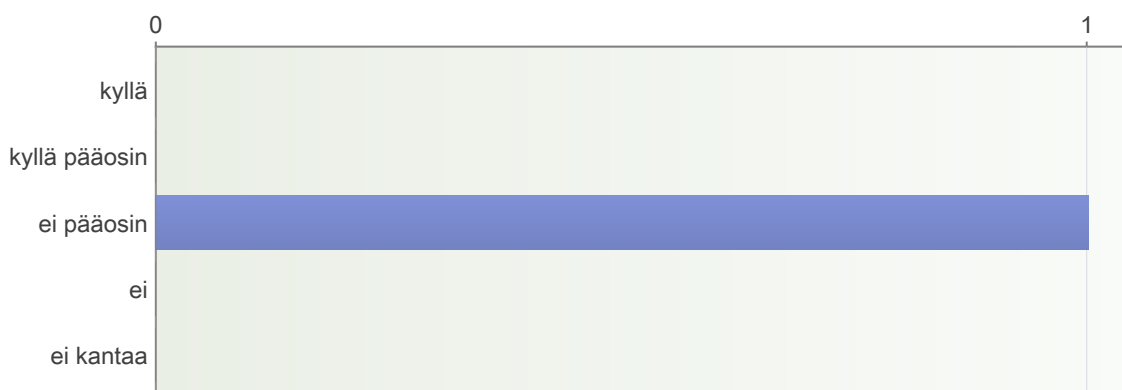 0 1
kyllä
kyllä pääosin
ei pääosin
ei
ei kantaa